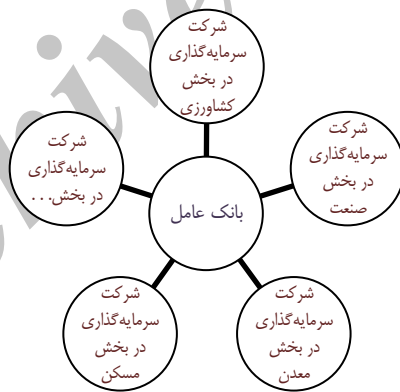 شرکت
سرمایه‌گذاری
در بخش
کشاورزی
شرکت
سرمایه‌گذاری
در بخش
صنعت
شرکت
سرمایه‌گذاری
در بخش...
بانک عامل
شرکت
سرمایه‌گذاری
در بخش
معدن
شرکت
سرمایه‌گذاری
در بخش
مسکن